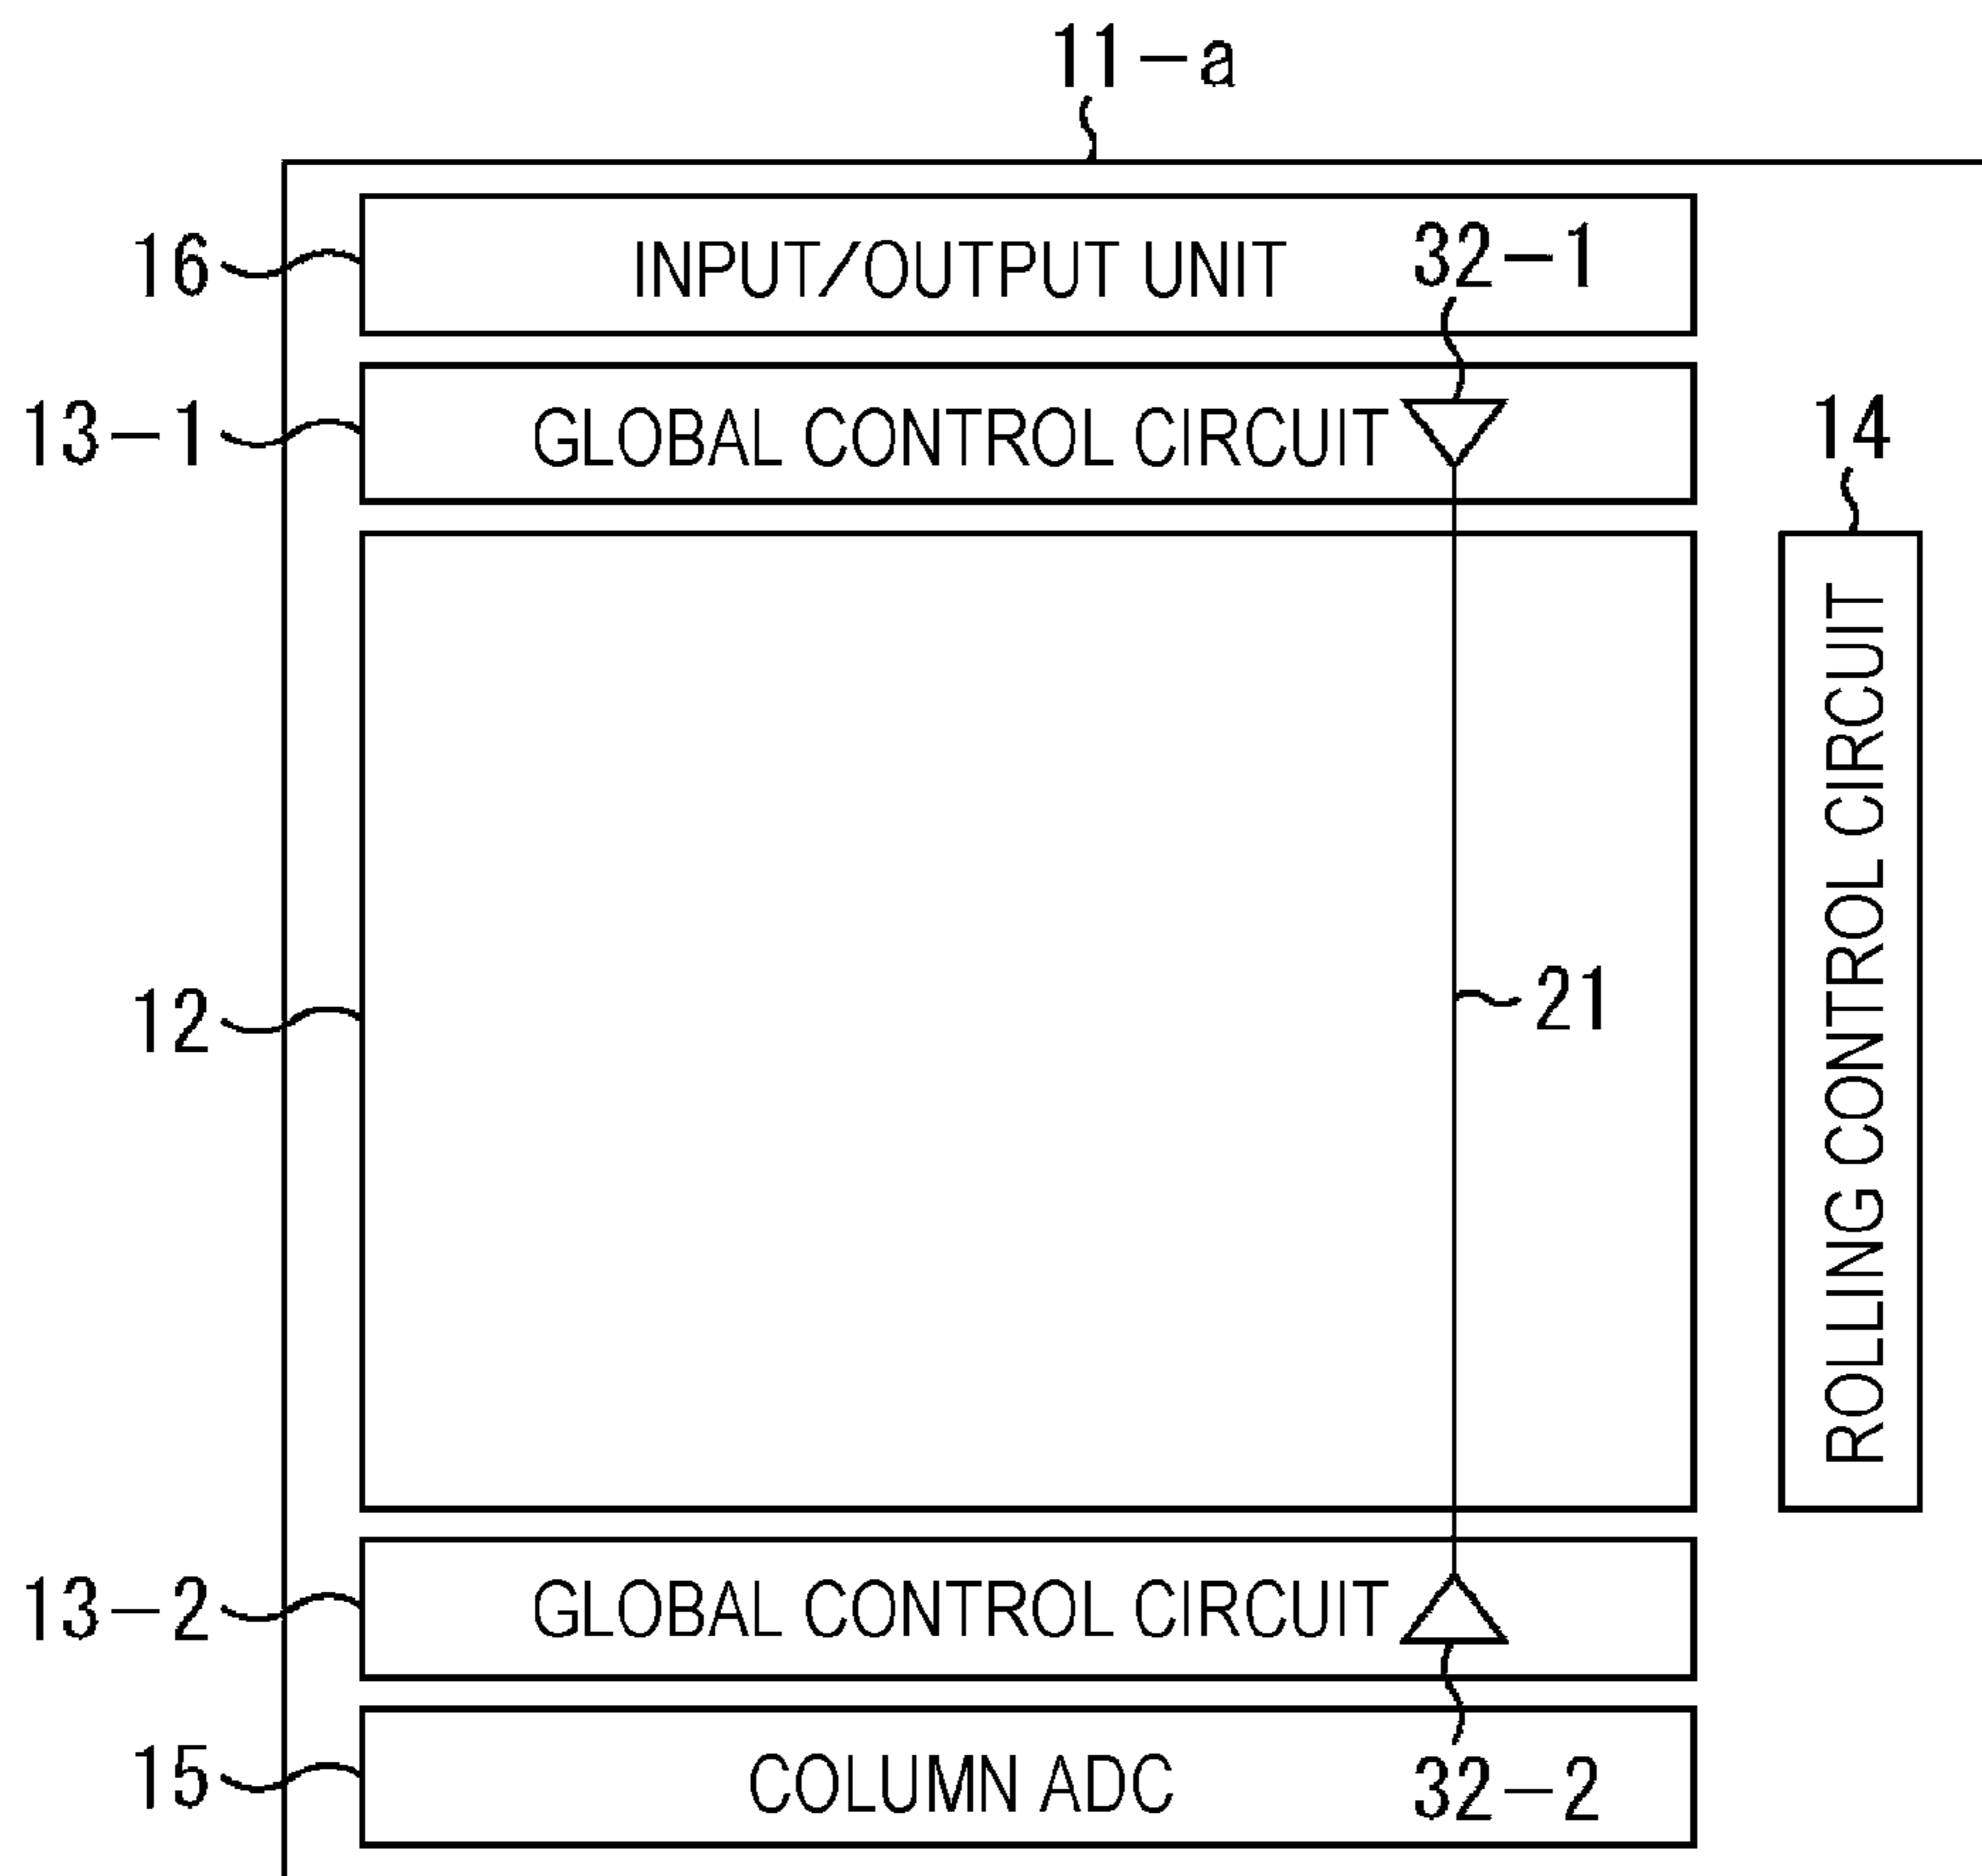 11-a
16
INPUT/OUTPUT UNIT
32-1
13-1
GLOBAL CONTROL CIRCUIT
14
12
21
ROLLING CONTROL CIRCUIT
13-2
GLOBAL CONTROL CIRCUIT
15
COLUMN ADC
32-2